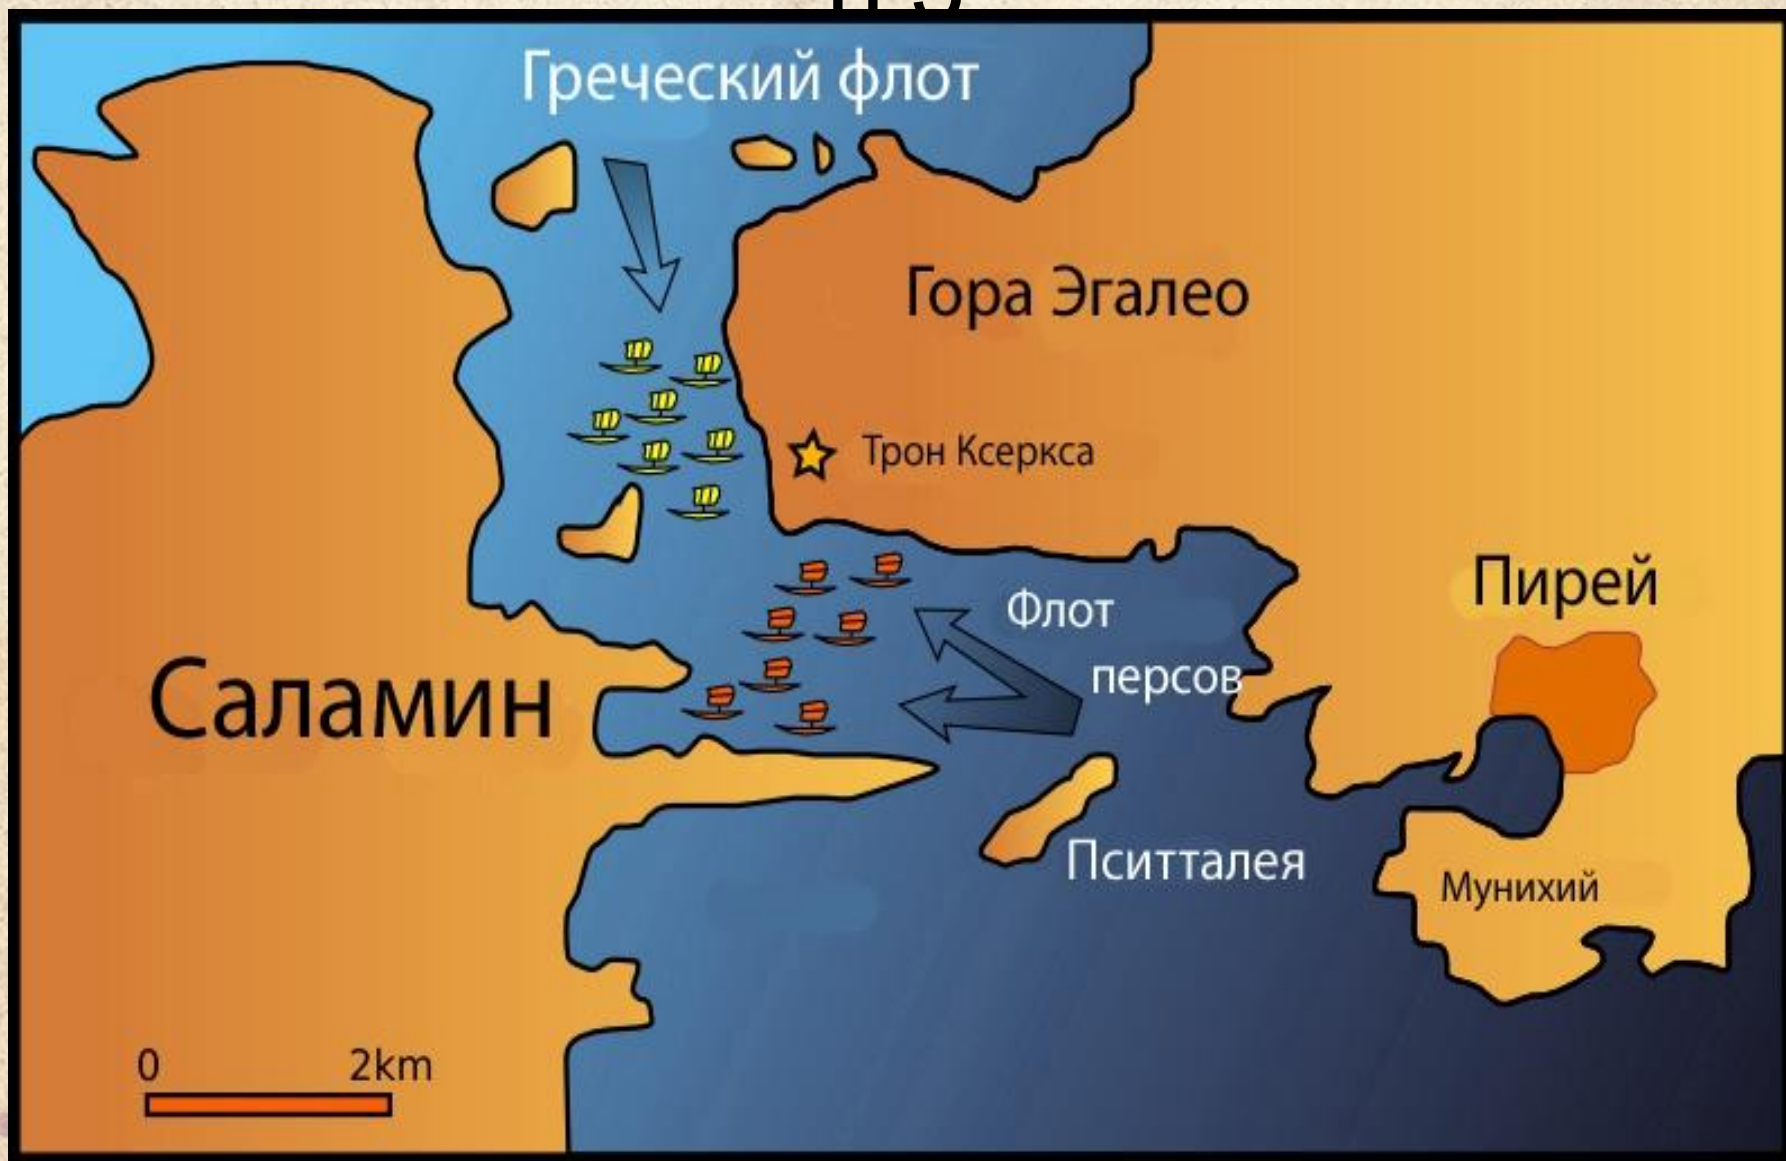 Греческий флот
Гора Эгалео
Трон Ксеркса
Флот
персов
Пирей
Саламин
Пситталея
Мунихий
0 2km